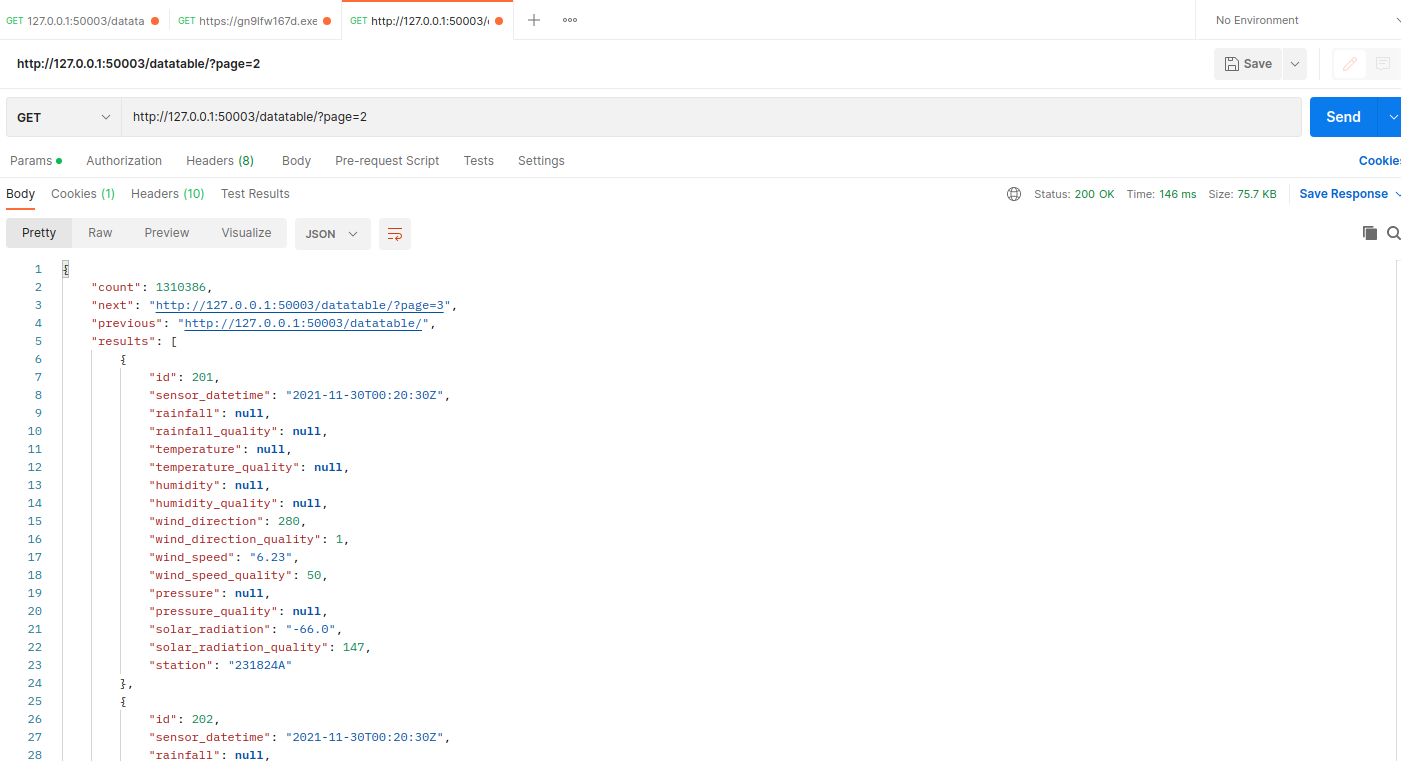 GET 127.0.0.1:50003/datata GET https://gn9lfw167d.exe GET http://127.0.0.1:50003/ No Environment
http://127.0.0.1:50003/datatable/?page=2 Save
GET http://127.0.0.1:50003/datatable/?page=2 Send
Params Authorization Headers (8) Body Pre-request Script Tests Settings Cookies
Body Cookies (1) Headers (10) Test Results Status: 200 OK Time: 146 ms Size: 75.7 KB Save Response
Pretty Raw Preview Visualize JSON
1 {
2 "count": 1310386,
3 "next": "http://127.0.0.1:50003/datatable/?page=3",
4 "previous": "http://127.0.0.1:50003/datatable/",
5 "results": [
6 {
7 "id": 201,
8 "sensor_datetime": "2021-11-30T00:20:30Z",
9 "rainfall": null,
10 "rainfall_quality": null,
11 "temperature": null,
12 "temperature_quality": null,
13 "humidity": null,
14 "humidity_quality": null,
15 "wind_direction": 280,
16 "wind_direction_quality": 1,
17 "wind_speed": "6.23",
18 "wind_speed_quality": 50,
19 "pressure": null,
20 "pressure_quality": null,
21 "solar_radiation": "-66.0",
22 "solar_radiation_quality": 147,
23 "station": "231824A"
24 },
25 {
26 "id": 202,
27 "sensor_datetime": "2021-11-30T00:20:30Z",
28 "rainfall": null,